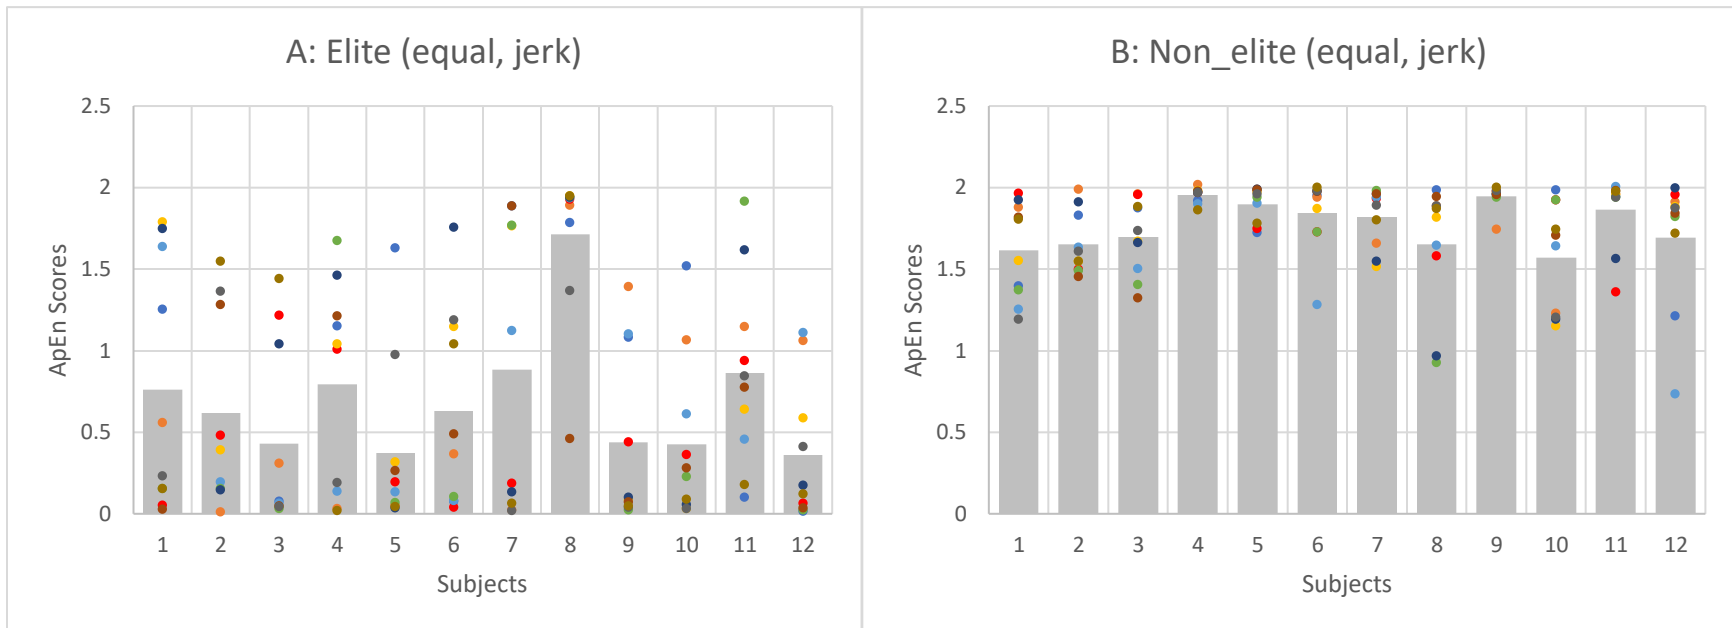 A: Elite (equal, jerk)
2.5
2
1.5
1
0.5
0
ApEn Scores
1 2 3 4 5 6 7 8 9 10 11 12
Subjects
B: Non_elite (equal, jerk)
2.5
2
1.5
1
0.5
0
ApEn Scores
1 2 3 4 5 6 7 8 9 10 11 12
Subjects